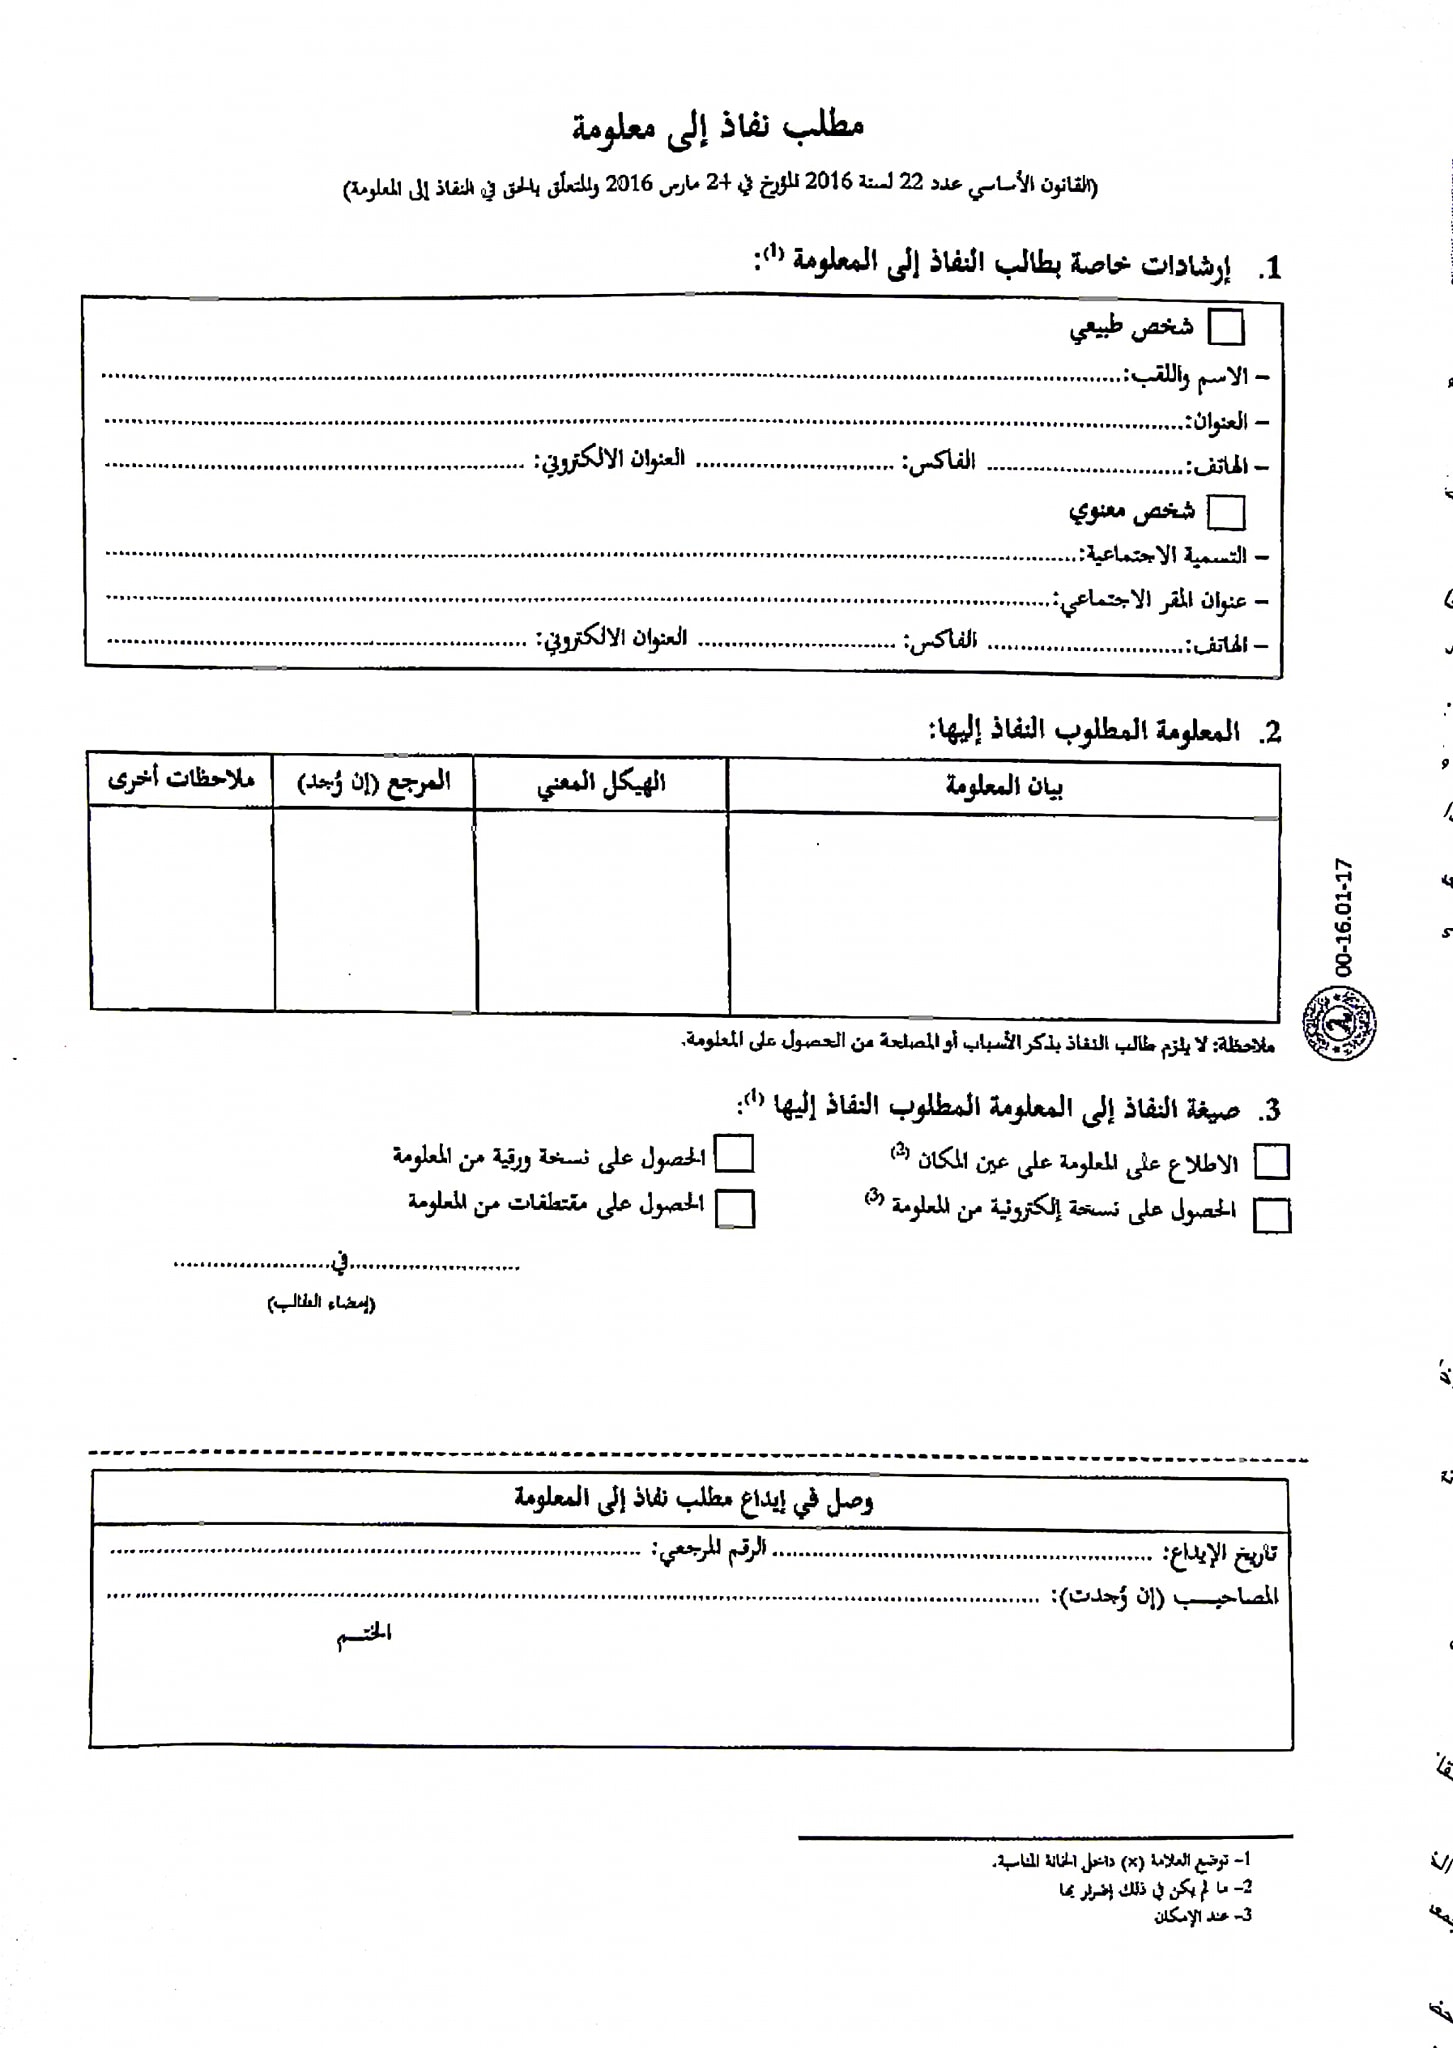 مطلب نفاذ إلى معلومة
(القانون الأساسي عدد 22 لسنة 2016 المؤرخ في 24 مارس 2016 والمتعلّق بالحق في النفاذ إلى المعلومة)
1. إرشادات خاصة بطالب النفاذ إلى المعلومة (1):
شخص طبيعي
- الاسم واللقب:
- العنوان:
- الهاتف: الفاكس: العنوان الالكتروني:
شخص معنوي
- التسمية الاجتماعية:
- عنوان المقر الاجتماعي:
- الهاتف: الفاكس: العنوان الالكتروني:
2. المعلومة المطلوب النفاذ إليها:
بيان المعلومة الهيكل المعني المرجع (إن وُجد) ملاحظات أخرى
00-16.01-17
ملاحظة: لا يلزم طالب النفاذ بذكر الأسباب أو المصلحة من الحصول على المعلومة.
3. صيغة النفاذ إلى المعلومة المطلوب النفاذ إليها (1):
الاطلاع على المعلومة على عين المكان (2) الحصول على نسخة ورقية من المعلومة
الحصول على نسخة إلكترونية من المعلومة (3) الحصول على مقتطفات من المعلومة
في
(إمضاء الطالب)
وصل في إيداع مطلب نفاذ إلى المعلومة
تاريخ الإيداع: الرقم المرجعي:
المصاحيـب (إن وُجدت):
الختـم
1- توضع العلامة (x) داخل الخانة المناسبة.
2- ما لم يكن في ذلك إضرار بها
3- عند الإمكان